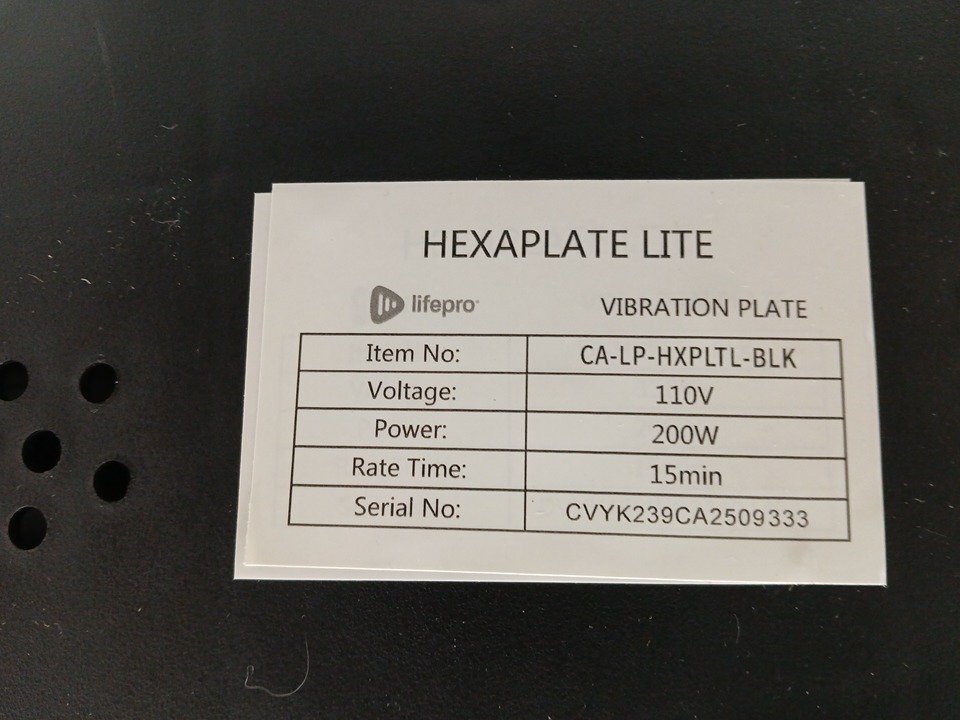 HEXAPLATE LITE
lifepro VIBRATION PLATE
Item No: CA-LP-HXPLTL-BLK
Voltage: 110V
Power: 200W
Rate Time: 15min
Serial No: CVYK239CA2509333